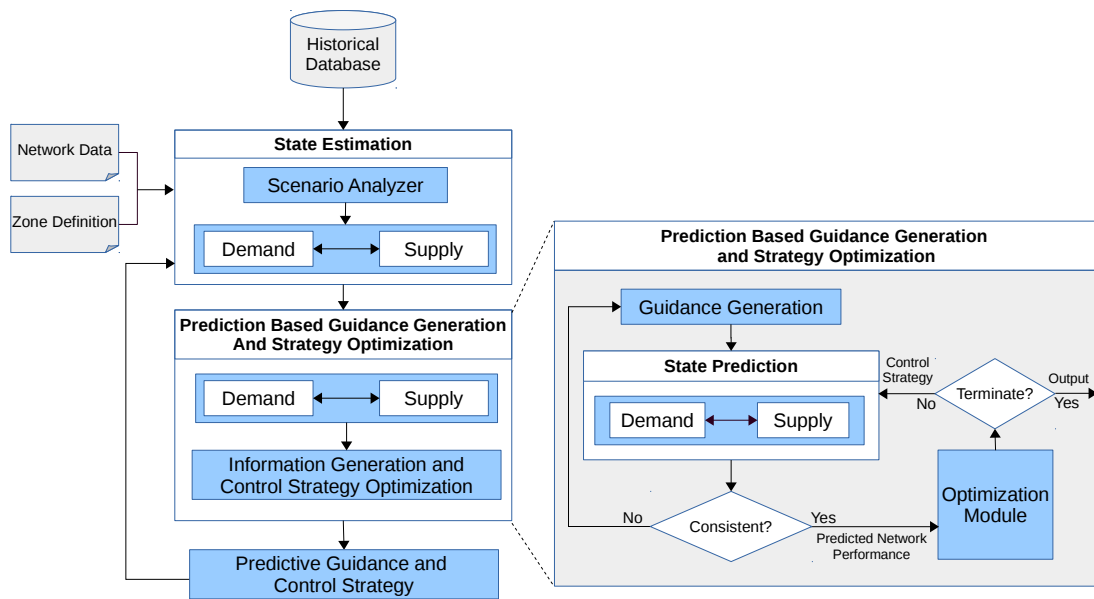 Historical
Database
Network Data
Zone Definition
State Estimation
Scenario Analyzer
Demand
Supply
Prediction Based Guidance Generation
And Strategy Optimization
Demand
Supply
Information Generation and
Control Strategy Optimization
Predictive Guidance and
Control Strategy
Prediction Based Guidance Generation
and Strategy Optimization
Guidance Generation
State Prediction
Demand
Supply
Control
Strategy
No
Terminate?
Output
Yes
Optimization
Module
No
Consistent?
Yes
Predicted Network
Performance